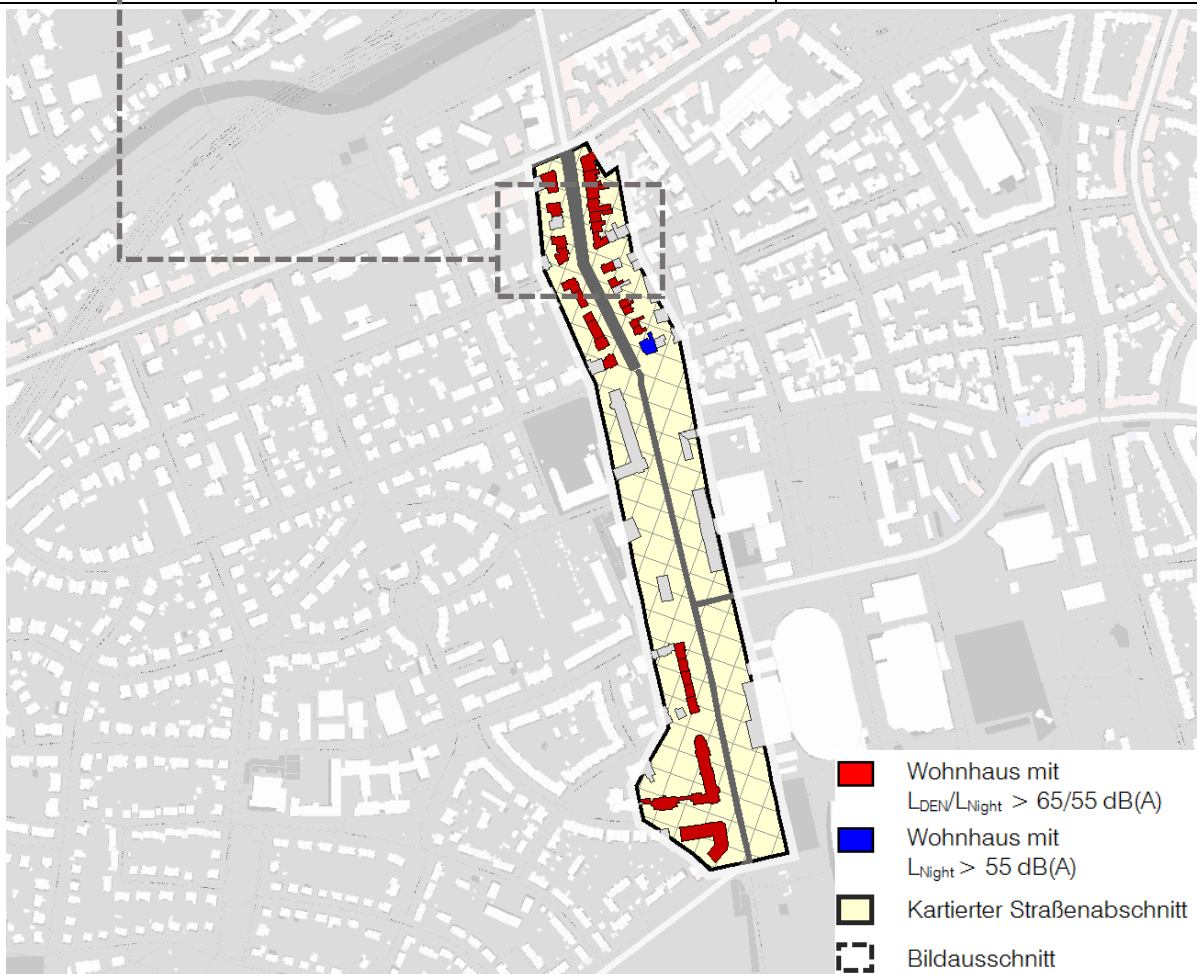 Wohnhaus mit
LDEN/LNight > 65/55 dB(A)
Wohnhaus mit
LNight > 55 dB(A)
Kartierter Straßenabschnitt
Bildausschnitt